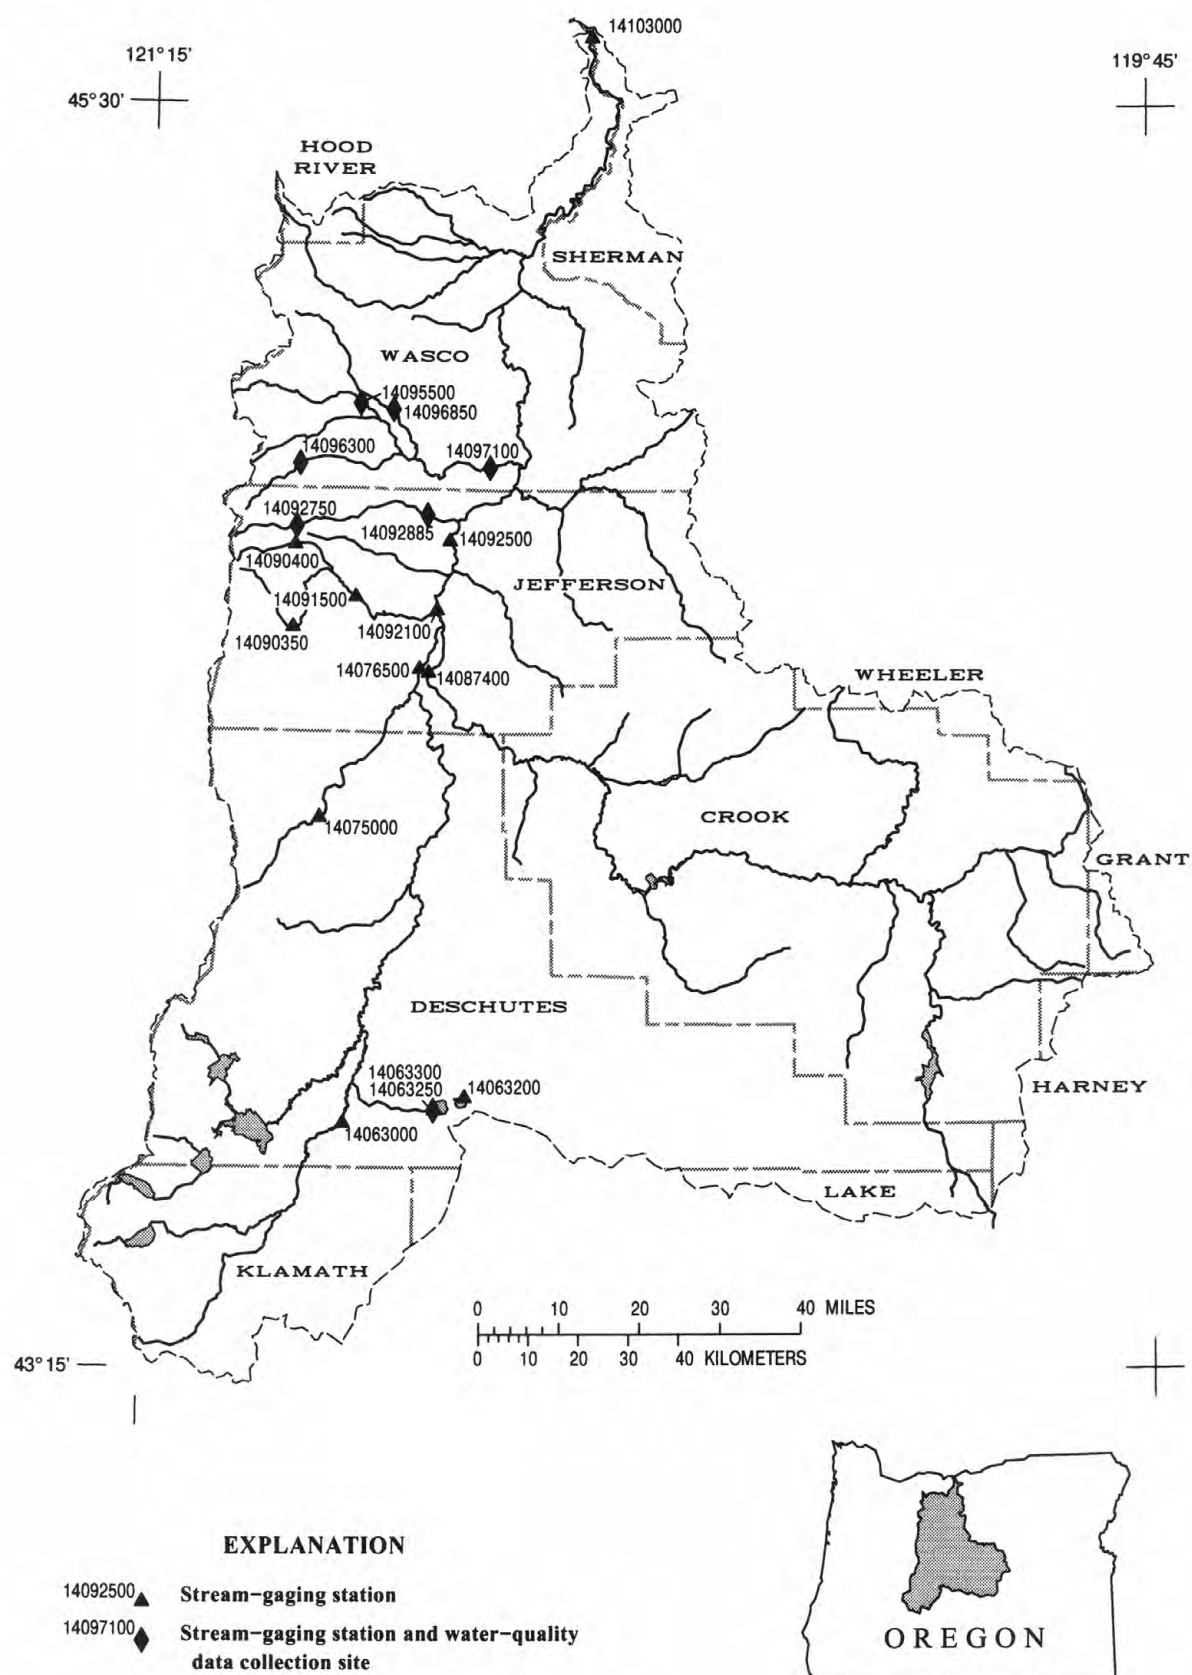 14103000
121°15'
119°45'
45°30'
HOOD
RIVER
SHERMAN
WASCO
14095500
14096850
14096300
14097100
14092750
14092885
14092500
14090400
JEFFERSON
14091500
14092100
14090350
14076500
14087400
WHEELER
CROOK
14075000
GRANT
DESCHUTES
14063300
14063250
14063200
HARNEY
14063000
LAKE
KLAMATH
0 10 20 30 40 MILES
0 10 20 30 40 KILOMETERS
43°15'
EXPLANATION
14092500 Stream-gaging station
14097100 Stream-gaging station and water-quality
data collection site
OREGON